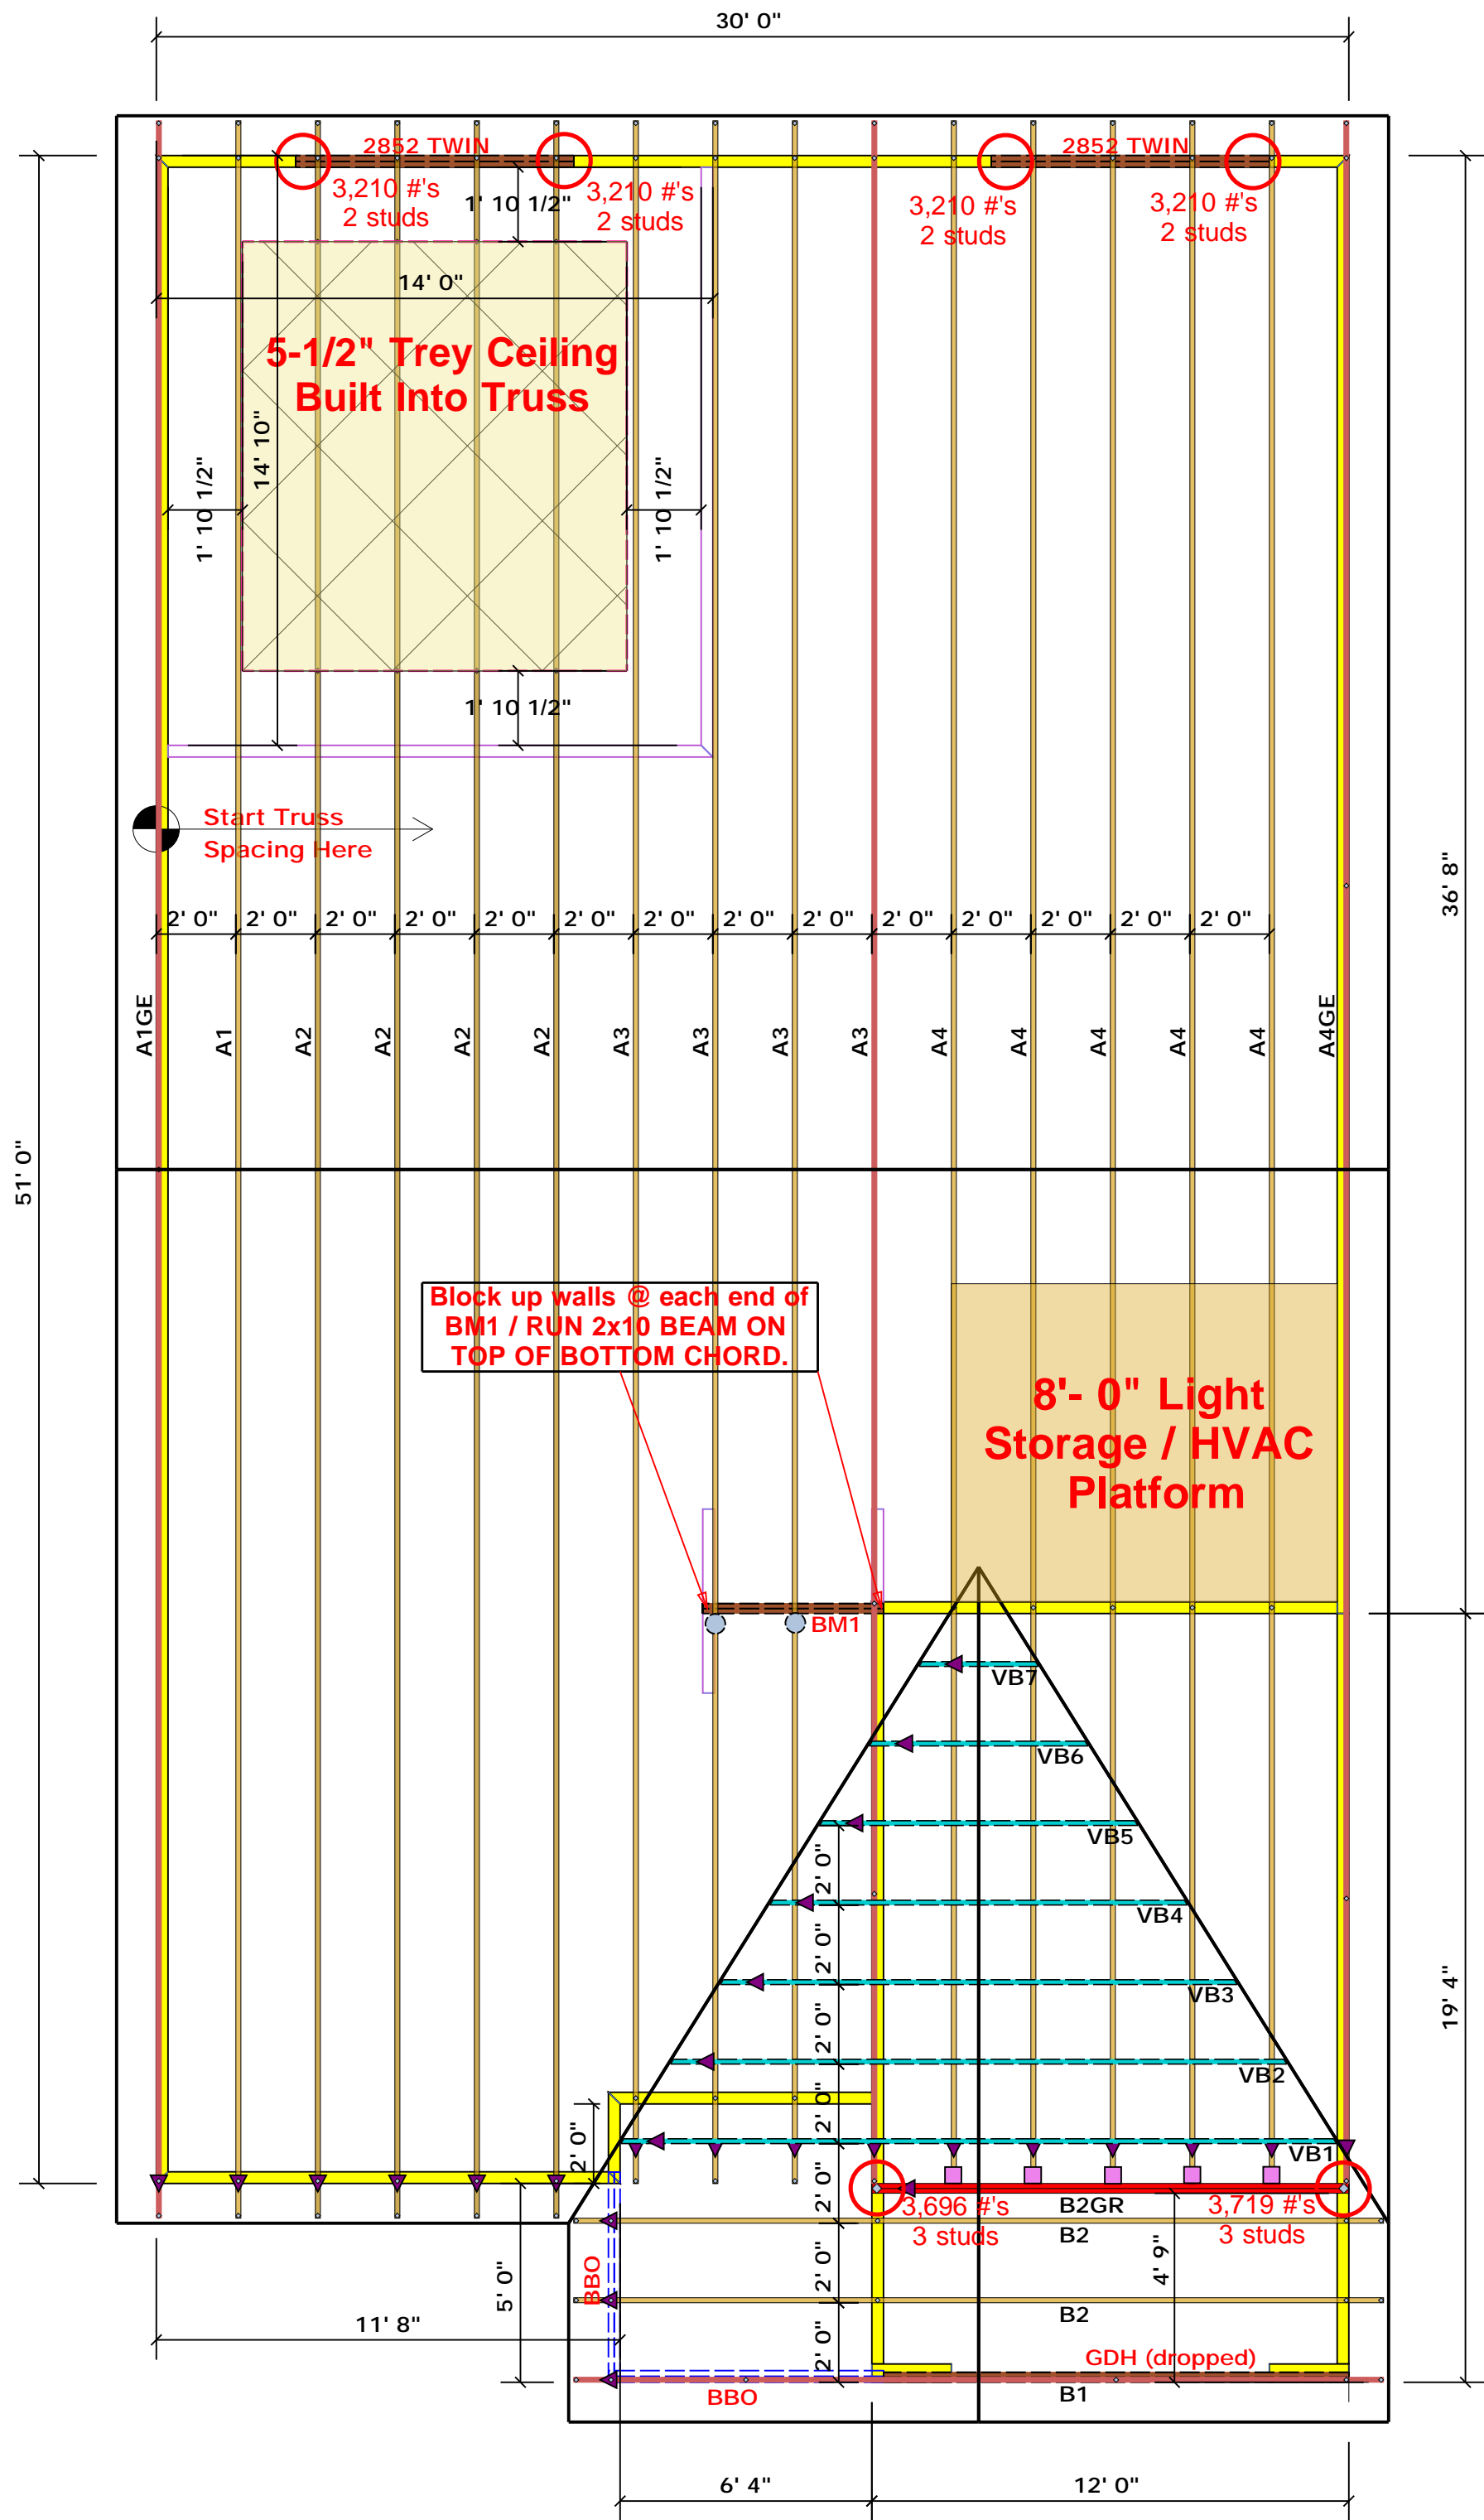 30' 0"
2852 TWIN
2852 TWIN
3,210 #'s
2 studs
3,210 #'s
2 studs
3,210 #'s
2 studs
3,210 #'s
2 studs
1' 10 1/2"
14' 0"
5-1/2" Trey Ceiling
Built Into Truss
14' 10"
1' 10 1/2"
1' 10 1/2"
1' 10 1/2"
Start Truss
Spacing Here
36' 8"
2' 0"
2' 0"
2' 0"
2' 0"
2' 0"
2' 0"
2' 0"
2' 0"
2' 0"
2' 0"
2' 0"
2' 0"
2' 0"
2' 0"
A1GE
A1
A2
A2
A2
A2
A3
A3
A3
A3
A4
A4
A4
A4
A4
A4GE
51' 0"
Block up walls @ each end of
BM1 / RUN 2x10 BEAM ON
TOP OF BOTTOM CHORD.
8'- 0" Light
Storage / HVAC
Platform
BM1
VB7
VB6
VB5
2' 0"
VB4
2' 0"
VB3
2' 0"
19' 4"
VB2
2' 0"
2' 0"
VB1
2' 0"
B2GR
3,696 #'s
3 studs
3,719 #'s
3 studs
B2
BBO
5' 0"
2' 0"
4' 9"
B2
11' 8"
2' 0"
GDH (dropped)
BBO
B1
6' 4"
12' 0"